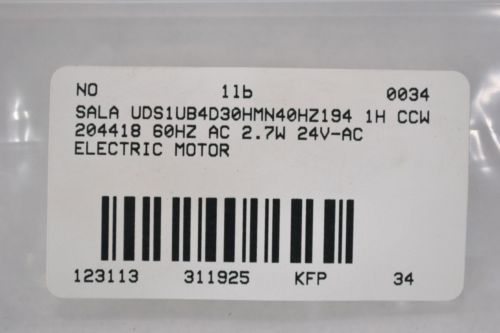 NO 1lb 0034
SALA UDS1UB4D30HMN40HZ194 1H CCW
204418 60HZ AC 2.7W 24V-AC
ELECTRIC MOTOR
123113 311925 KFP 34